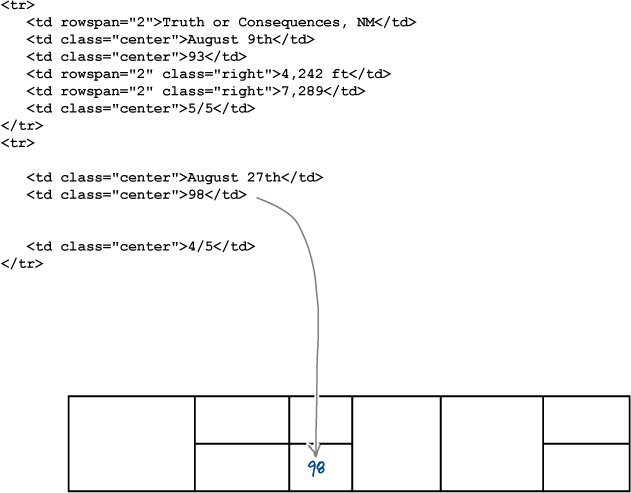 <tr>
<td rowspan="2">Truth or Consequences, NM</td>
<td class="center">August 9th</td>
<td class="center">93</td>
<td rowspan="2" class="right">4,242 ft</td>
<td rowspan="2" class="right">7,289</td>
<td class="center">5/5</td>
</tr>
<tr>
<td class="center">August 27th</td>
<td class="center">98</td>
<td class="center">4/5</td>
</tr>
98